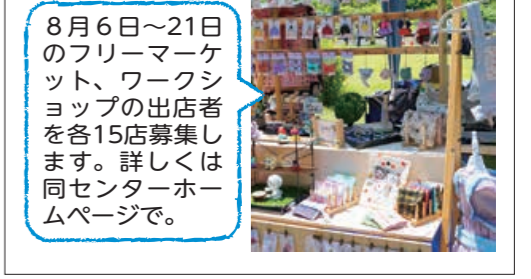 ８月６日～21日
のフリーマーケ
ット、ワークシ
ョップの出店者
を各15店募集し
ます。詳しくは
同センターホー
ムページで。